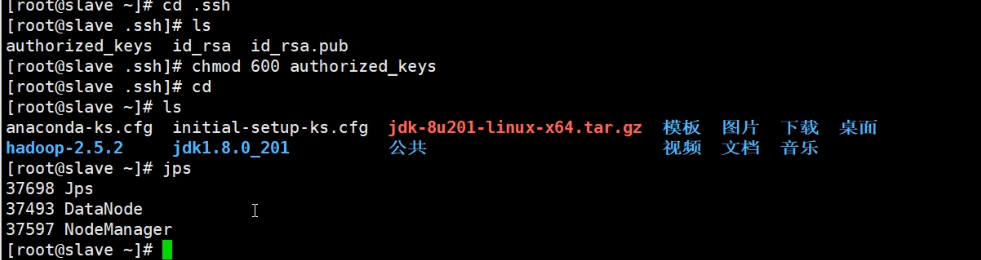 [root@slave ~]# cd .ssh
[root@slave .ssh]# ls
authorized_keys  id_rsa  id_rsa.pub
[root@slave .ssh]# chmod 600 authorized_keys
[root@slave .ssh]# cd
[root@slave ~]# ls
anaconda-ks.cfg  initial-setup-ks.cfg  jdk-8u201-linux-x64.tar.gz  模板  图片  下载  桌面
hadoop-2.5.2     jdk1.8.0_201          公共                        视频  文档  音乐
[root@slave ~]# jps
37698 Jps
37493 DataNode
37597 NodeManager
[root@slave ~]#